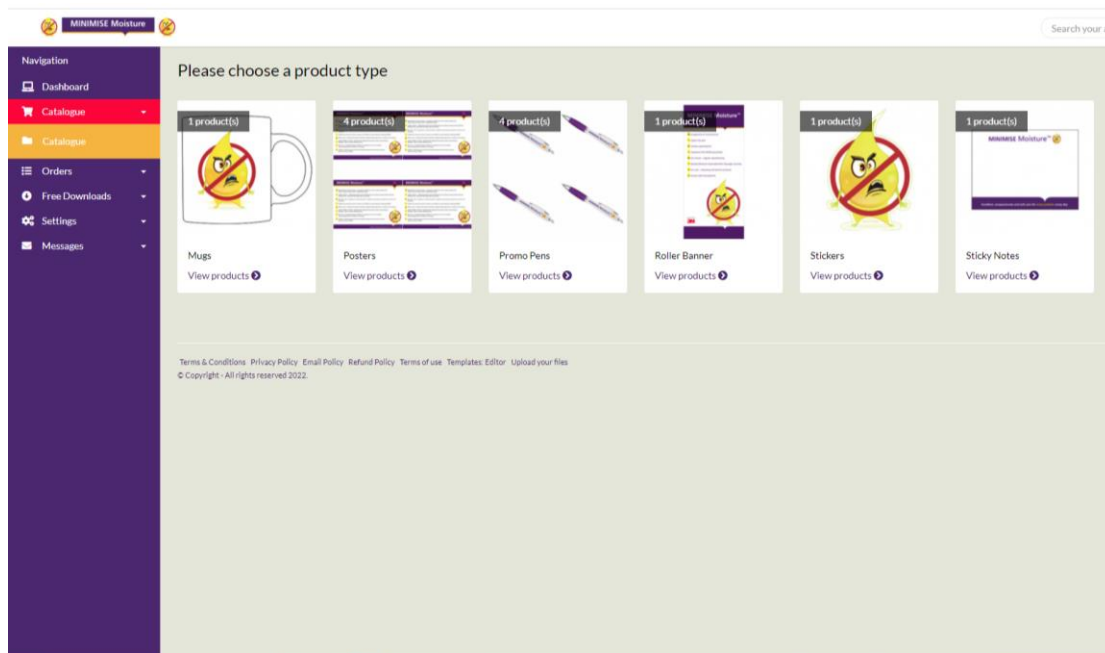 MINIMISE Moisture
Search your
Navigation
Dashboard
Catalogue
Catalogue
Orders
Free Downloads
Settings
Messages
Please choose a product type
1 product(s)
4 product(s)
4 product(s)
1 product(s)
1 product(s)
1 product(s)
Moisture™
MINIMISE Moisture™
Mugs
Posters
Promo Pens
Roller Banner
Stickers
Sticky Notes
View products
View products
View products
View products
View products
View products
Terms & Conditions Privacy Policy Email Policy Refund Policy Terms of use Templates: Editor Upload your files
© Copyright - All rights reserved 2022.